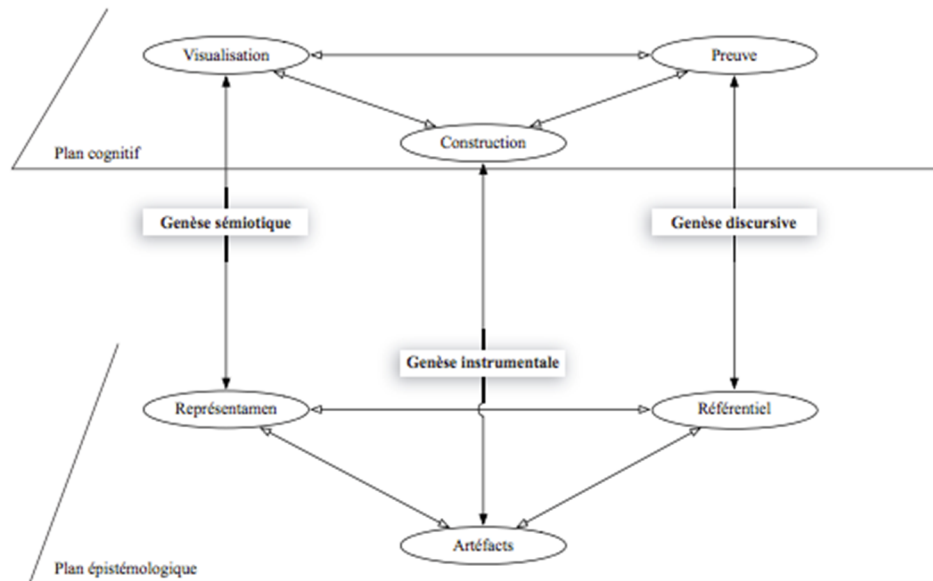 Visualisation
Preuve
Construction
Plan cognitif
Genèse sémiotique
Genèse discursive
Genèse instrumentale
Représentamen
Référentiel
Artéfacts
Plan épistémologique